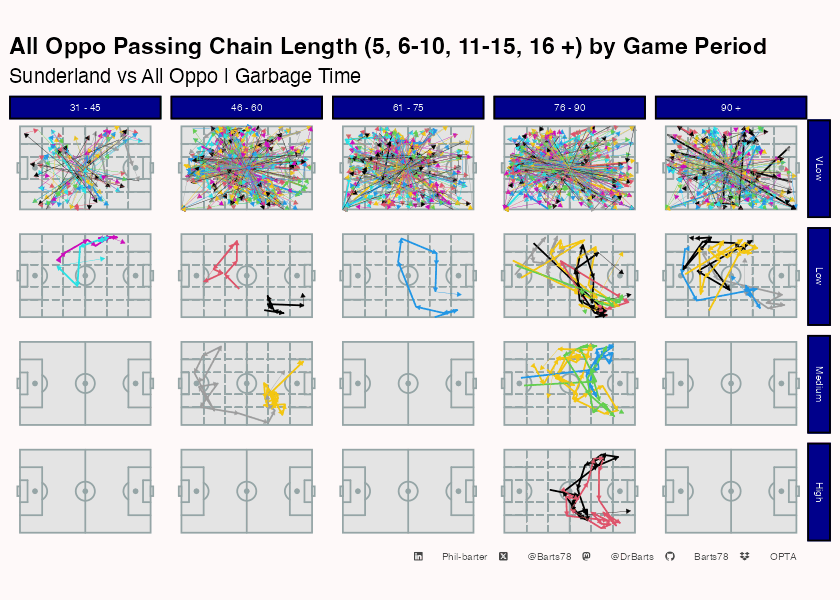 All Oppo Passing Chain Length (5, 6-10, 11-15, 16 +) by Game Period
Sunderland vs All Oppo I Garbage Time
31 - 45 46 - 60 61 - 75 76 - 90 90 +
VLow
Low
Medium
High
Phil-barter @Barts78 @DrBarts Barts78 OPTA